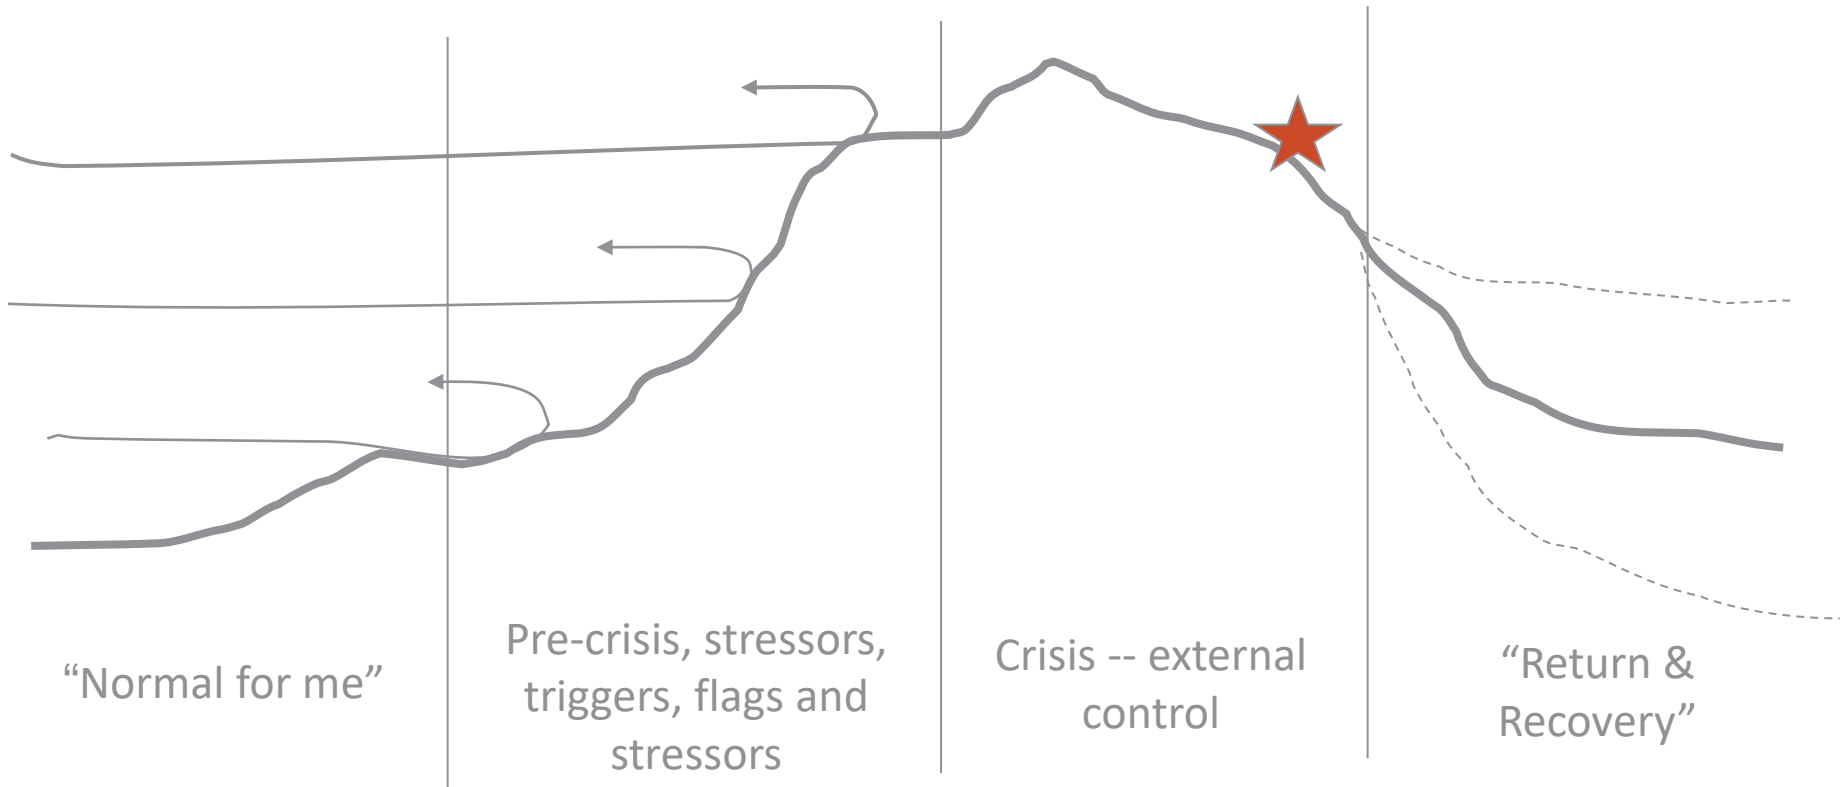 “Normal for me”
Pre-crisis, stressors,
triggers, flags and
stressors
Crisis -- external
control
“Return &
Recovery”